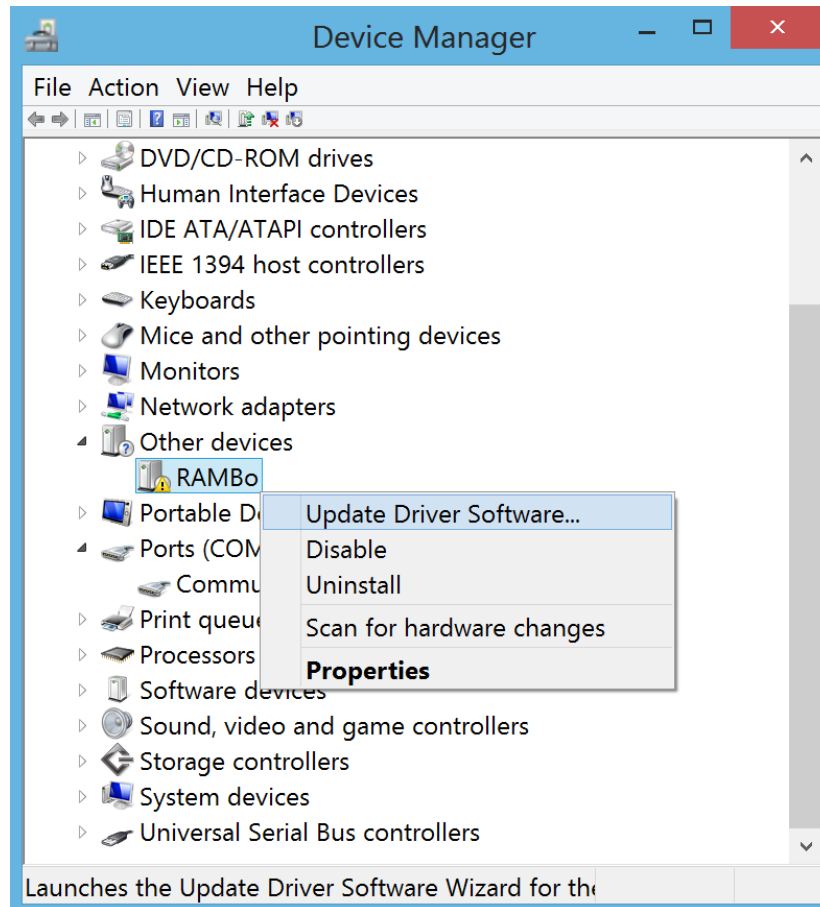 Device Manager
File Action View Help
DVD/CD-ROM drives
Human Interface Devices
IDE ATA/ATAPI controllers
IEEE 1394 host controllers
Keyboards
Mice and other pointing devices
Monitors
Network adapters
Other devices
RAMBo
Update Driver Software...
Portable D
Disable
Ports (COM
Uninstall
Commu
Scan for hardware changes
Print queue
Properties
Processors
Software devices
Sound, video and game controllers
Storage controllers
System devices
Universal Serial Bus controllers
Launches the Update Driver Software Wizard for the